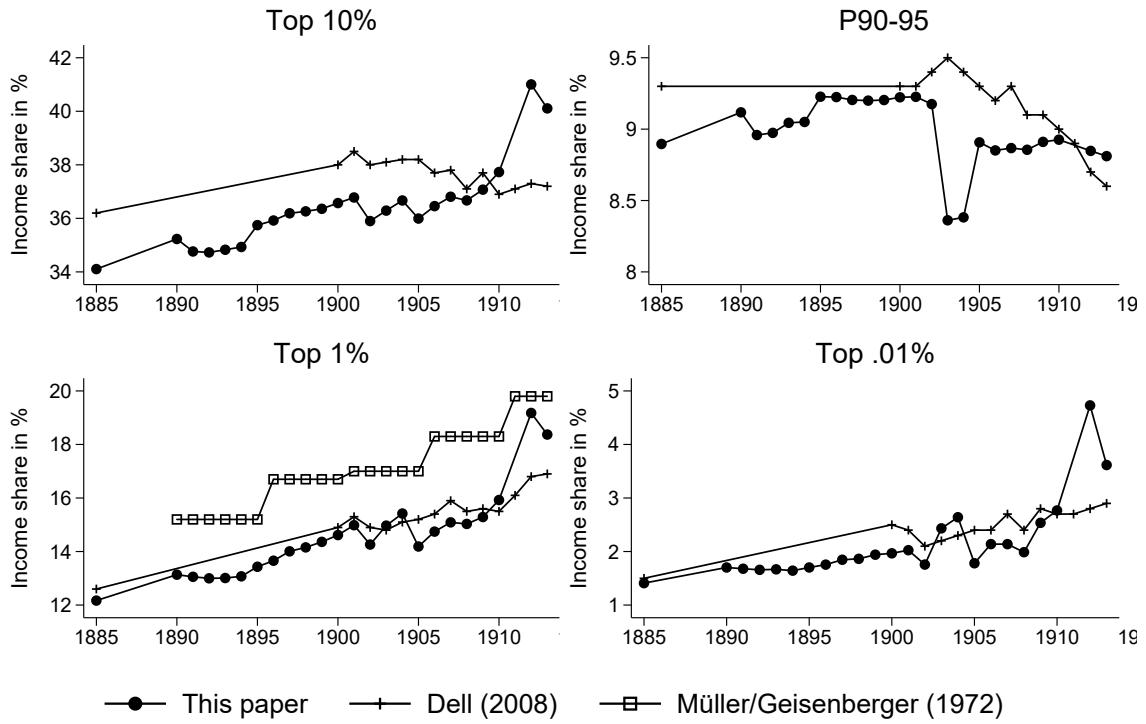 Top 10%
Income share in %
42
40
38
36
34
1885 1890 1895 1900 1905 1910
P90-95
Income share in %
9.5
9
8.5
8
1885 1890 1895 1900 1905 1910 19
Top 1%
Income share in %
20
18
16
14
12
1885 1890 1895 1900 1905 1910
Top .01%
Income share in %
5
4
3
2
1
1885 1890 1895 1900 1905 1910 19
This paper Dell (2008) Müller/Geisenberger (1972)